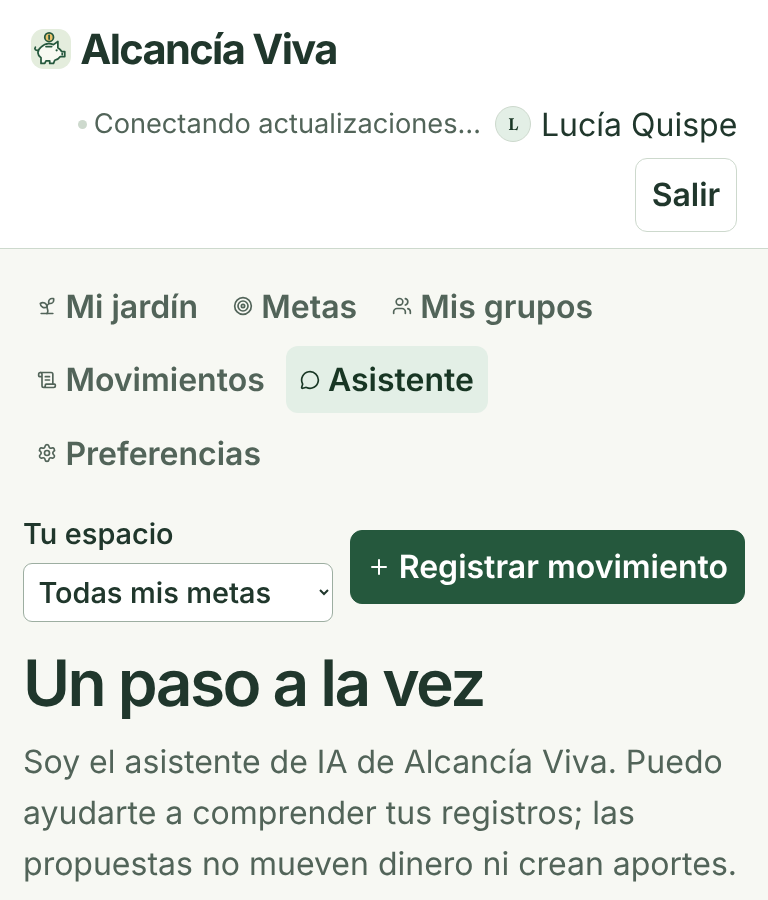 Alcancía Viva
Conectando actualizaciones...
L
Lucía Quispe
Salir
Mi jardín
Metas
Mis grupos
Movimientos
Asistente
Preferencias
Tu espacio
Todas mis metas
+ Registrar movimiento
Un paso a la vez
Soy el asistente de IA de Alcancía Viva. Puedo
ayudarte a comprender tus registros; las
propuestas no mueven dinero ni crean aportes.